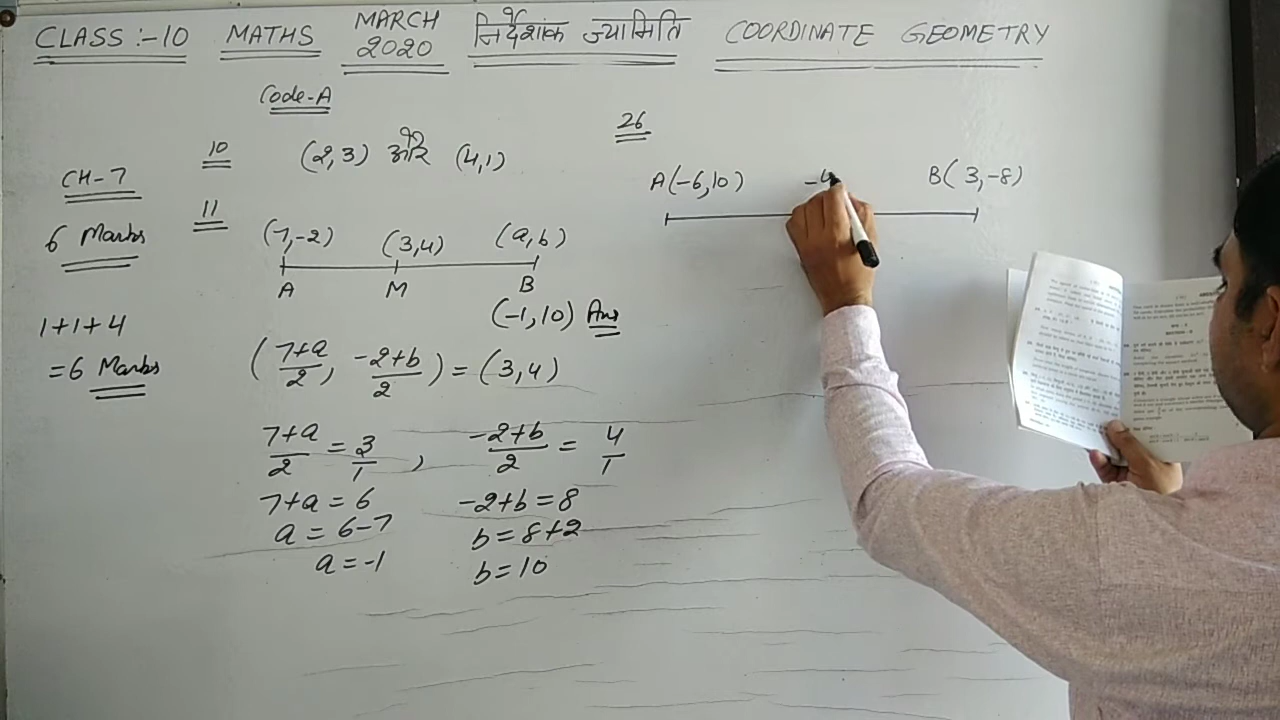 CLASS :-10 MATHS MARCH 2020 निर्देशांक ज्यामिति COORDINATE GEOMETRY
Code-A
CH-7
6 Marks
1+1+4
=6 Marks
10 (2,3) और (4,1)
11
(7,-2) (3,4) (a,b)
A M B
(-1,10) Ans
(7+a/2, -2+b/2) = (3,4)
7+a/2 = 3/1, -2+b/2 = 4/1
7+a=6 -2+b=8
a=6-7 b=8+2
a=-1 b=10
26
A(-6,10) -4 B(3,-8)